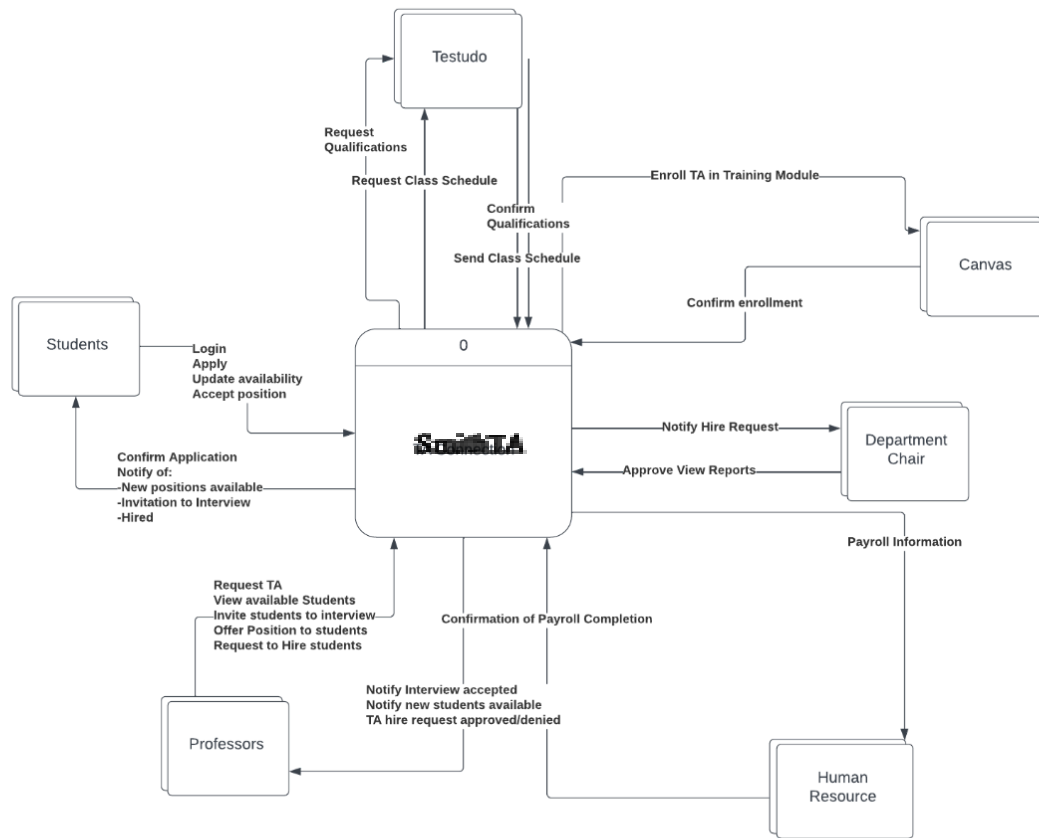 Testudo
Request
Qualifications
Request Class Schedule
Confirm
Qualifications
Send Class Schedule
Enroll TA in Training Module
Canvas
Confirm enrollment
Students
Login
Apply
Update availability
Accept position
0
Notify Hire Request
Department
Chair
Approve View Reports
Confirm Application
Notify of:
-New positions available
-Invitation to Interview
-Hired
Payroll Information
Request TA
View available Students
Invite students to interview
Offer Position to students
Request to Hire students
Confirmation of Payroll Completion
Notify Interview accepted
Notify new students available
TA hire request approved/denied
Professors
Human
Resource